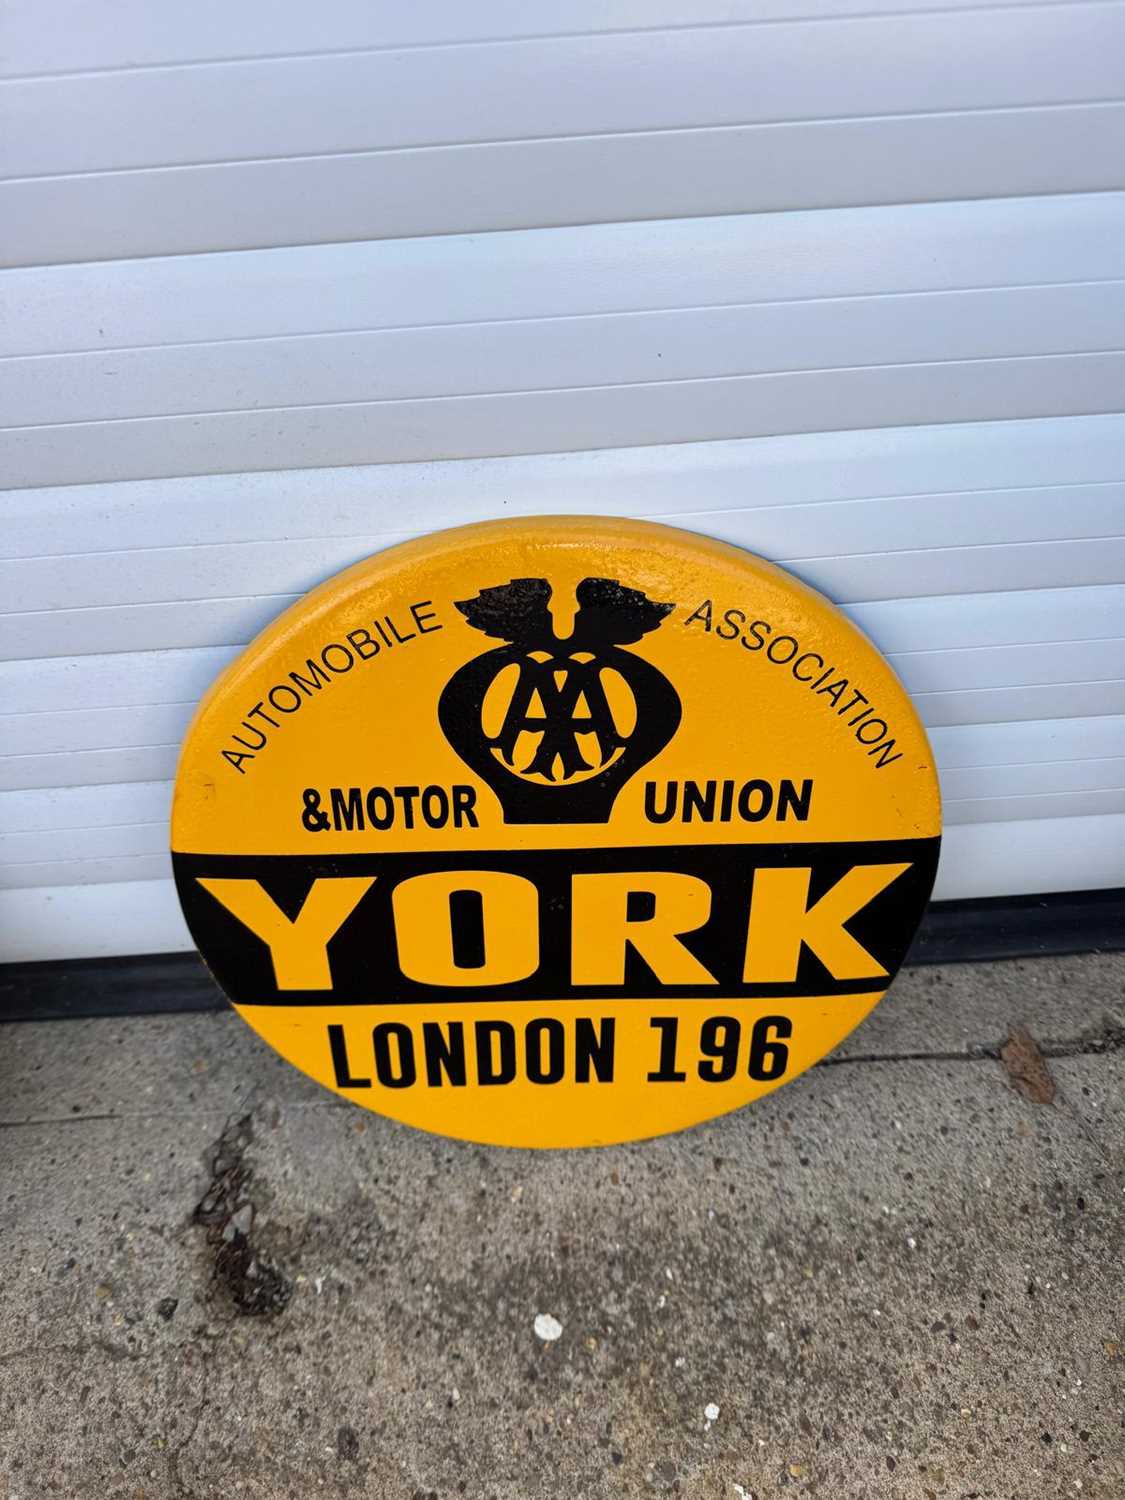 AUTOMOBILE ASSOCIATION
AA
&MOTOR UNION
YORK
LONDON 196